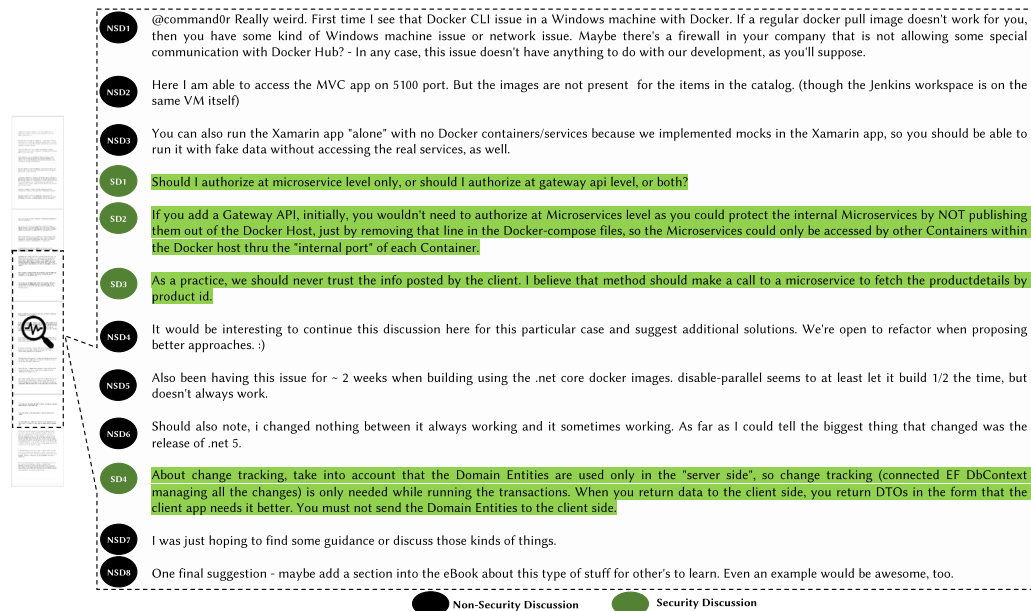 NSD1
@command0r Really weird. First time I see that Docker CLI issue in a Windows machine with Docker. If a regular docker pull image doesn't work for you,
then you have some kind of Windows machine issue or network issue. Maybe there's a firewall in your company that is not allowing some special
communication with Docker Hub? - In any case, this issue doesn't have anything to do with our development, as you'll suppose.
NSD2
Here I am able to access the MVC app on 5100 port. But the images are not present for the items in the catalog. (though the Jenkins workspace is on the
same VM itself)
NSD3
You can also run the Xamarin app "alone" with no Docker containers/services because we implemented mocks in the Xamarin app, so you should be able to
run it with fake data without accessing the real services, as well.
SD1
Should I authorize at microservice level only, or should I authorize at gateway api level, or both?
SD2
If you add a Gateway API, initially, you wouldn't need to authorize at Microservices level as you could protect the internal Microservices by NOT publishing
them out of the Docker Host, just by removing that line in the Docker-compose files, so the Microservices could only be accessed by other Containers within
the Docker host thru the "internal port" of each Container.
SD3
As a practice, we should never trust the info posted by the client. I believe that method should make a call to a microservice to fetch the productdetails by
product id.
NSD4
It would be interesting to continue this discussion here for this particular case and suggest additional solutions. We're open to refactor when proposing
better approaches. :)
NSD5
Also been having this issue for ~ 2 weeks when building using the .net core docker images. disable-parallel seems to at least let it build 1/2 the time, but
doesn't always work.
NSD6
Should also note, i changed nothing between it always working and it sometimes working. As far as I could tell the biggest thing that changed was the
release of .net 5.
SD4
About change tracking, take into account that the Domain Entities are used only in the "server side", so change tracking (connected EF DbContext
managing all the changes) is only needed while running the transactions. When you return data to the client side, you return DTOs in the form that the
client app needs it better. You must not send the Domain Entities to the client side.
NSD7
I was just hoping to find some guidance or discuss those kinds of things.
NSD8
One final suggestion - maybe add a section into the eBook about this type of stuff for other's to learn. Even an example would be awesome, too.
Non-Security Discussion
Security Discussion